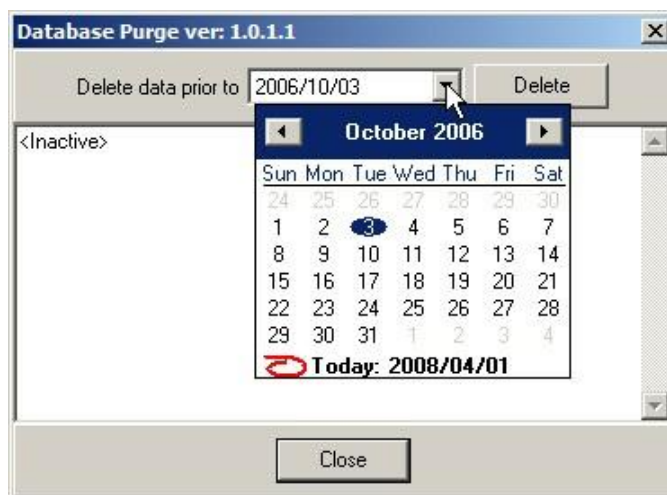 Database Purge ver: 1.0.1.1
Delete data prior to 2006/10/03 Delete
<Inactive>
October 2006
Sun Mon Tue Wed Thu Fri Sat
24 25 26 27 28 29 30
1 2 3 4 5 6 7
8 9 10 11 12 13 14
15 16 17 18 19 20 21
22 23 24 25 26 27 28
29 30 31 1 2 3 4
Today: 2008/04/01
Close